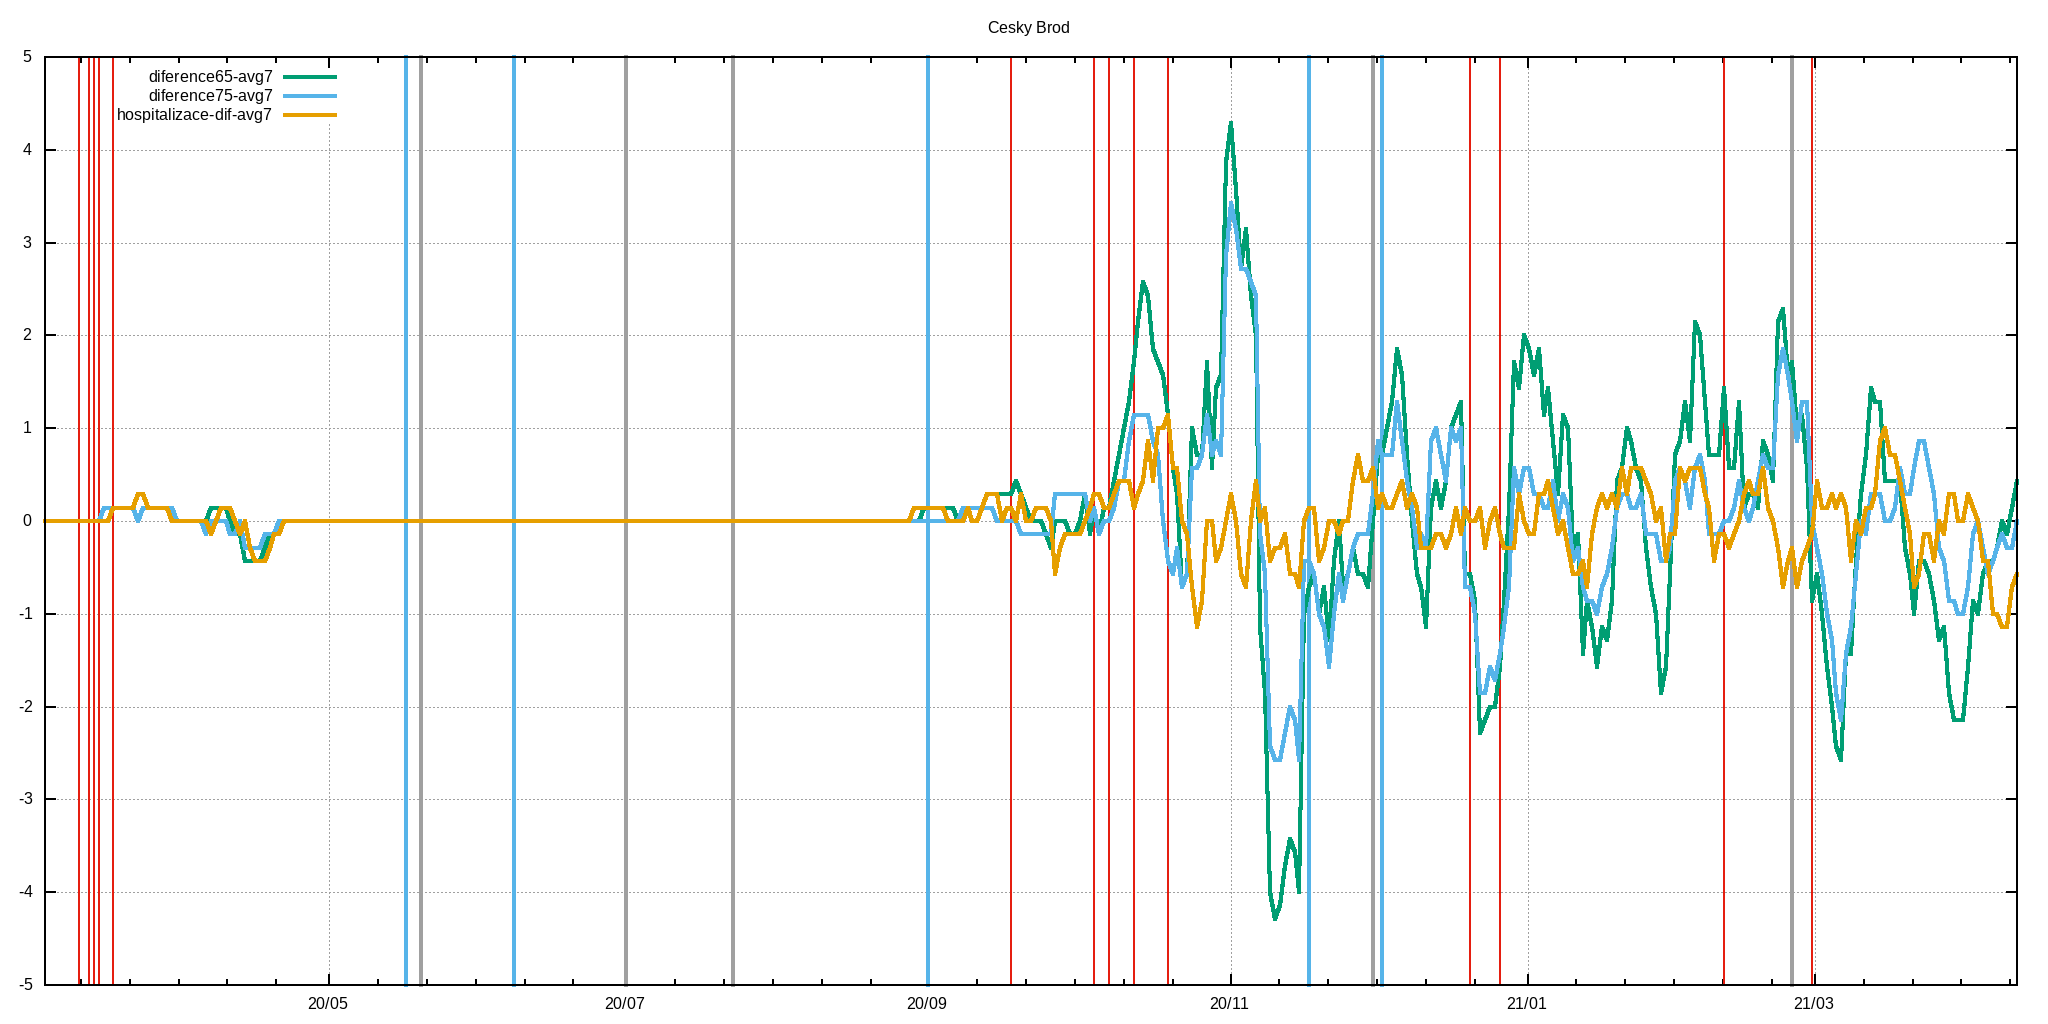 Cesky Brod
5
diference65-avg7
diference75-avg7
hospitalizace-dif-avg7
4
3
2
1
0
-1
-2
-3
-4
-5
20/05 20/07 20/09 20/11 21/01 21/03